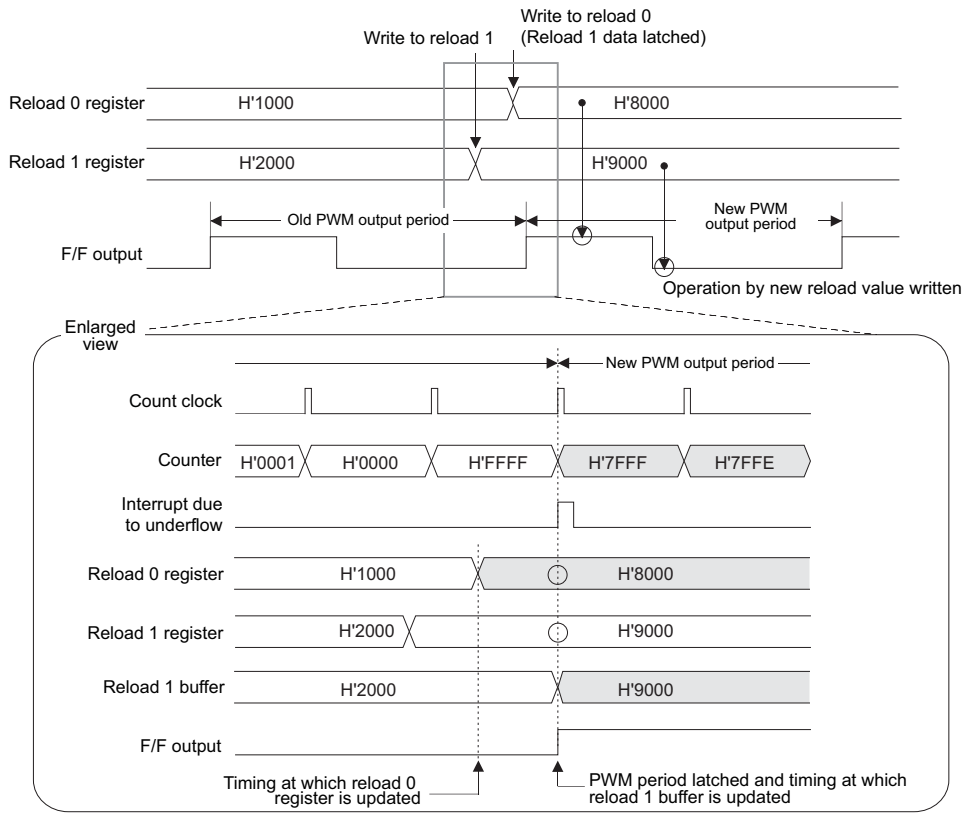 Write to reload 0
(Reload 1 data latched)
Write to reload 1
Reload 0 register
H'1000
H'8000
Reload 1 register
H'2000
H'9000
Old PWM output period
New PWM
output period
F/F output
Operation by new reload value written
Enlarged
view
New PWM output period
Count clock
Counter
H'0001
H'0000
H'FFFF
H'7FFF
H'7FFE
Interrupt due
to underflow
Reload 0 register
H'1000
H'8000
Reload 1 register
H'2000
H'9000
Reload 1 buffer
H'2000
H'9000
F/F output
Timing at which reload 0
register is updated
PWM period latched and timing at which
reload 1 buffer is updated